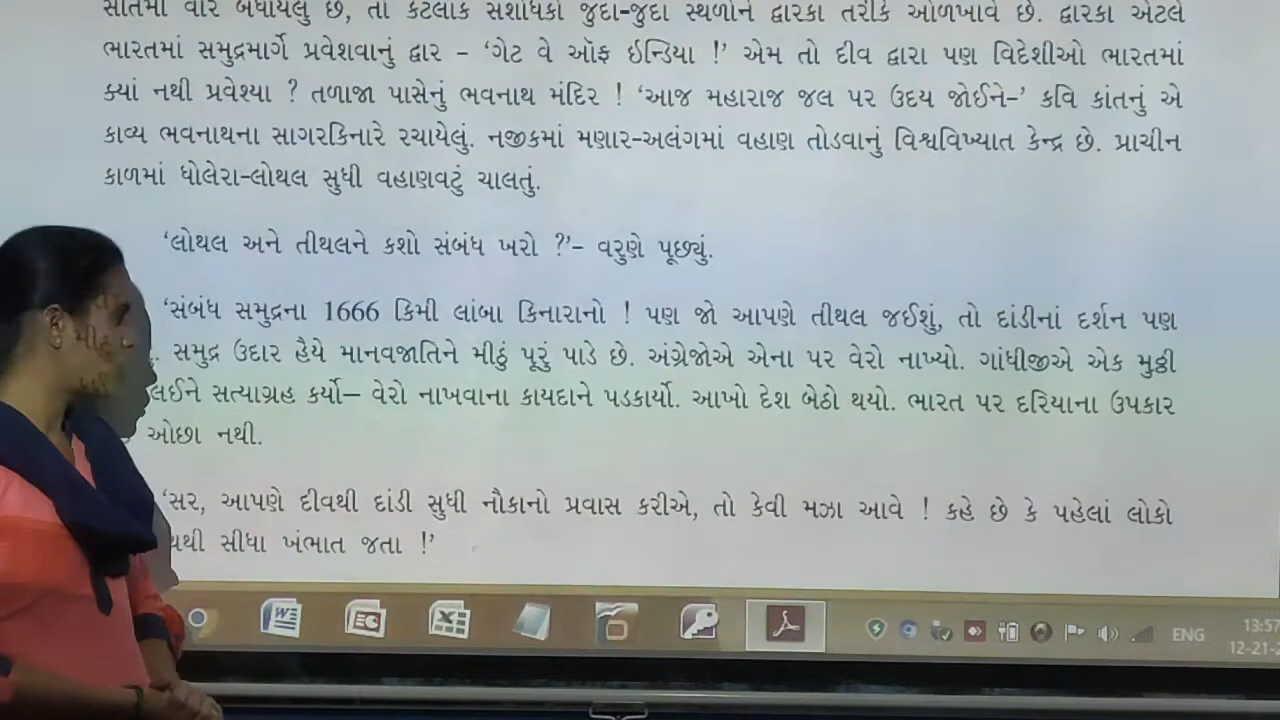 સાતમી વાર બંધાયેલું છે, તો કેટલાક સંશોધકો જુદા-જુદા સ્થળોને દ્વારકા તરીકે ઓળખાવે છે. દ્વારકા એટલે
ભારતમાં સમુદ્રમાર્ગે પ્રવેશવાનું દ્વાર – ‘ગેટ વે ઑફ ઇન્ડિયા !’ એમ તો દીવ દ્વારા પણ વિદેશીઓ ભારતમાં
ક્યાં નથી પ્રવેશ્યા ? તળાજા પાસેનું ભવનાથ મંદિર ! ‘આજ મહારાજ જલ પર ઉદય જોઈને–’ કવિ કાંતનું એ
કાવ્ય ભવનાથના સાગરકિનારે રચાયેલું. નજીકમાં મણાર-અલંગમાં વહાણ તોડવાનું વિશ્વવિખ્યાત કેન્દ્ર છે. પ્રાચીન
કાળમાં ધોલેરા-લોથલ સુધી વહાણવટું ચાલતું.
‘લોથલ અને તીથલને કશો સંબંધ ખરો ?’– વરુણે પૂછ્યું.
‘સંબંધ સમુદ્રના 1666 કિમી લાંબા કિનારાનો ! પણ જો આપણે તીથલ જઈશું, તો દાંડીનાં દર્શન પણ
. સમુદ્ર ઉદાર હૈયે માનવજાતિને મીઠું પૂરું પાડે છે. અંગ્રેજોએ એના પર વેરો નાખ્યો. ગાંધીજીએ એક મુઠ્ઠી
લઈને સત્યાગ્રહ કર્યો– વેરો નાખવાના કાયદાને પડકાર્યો. આખો દેશ બેઠો થયો. ભારત પર દરિયાના ઉપકાર
ઓછા નથી.
‘સર, આપણે દીવથી દાંડી સુધી નૌકાનો પ્રવાસ કરીએ, તો કેવી મઝા આવે ! કહે છે કે પહેલાં લોકો
સીધા ખંભાત જતા !’
ENG
13:57
12-21-2